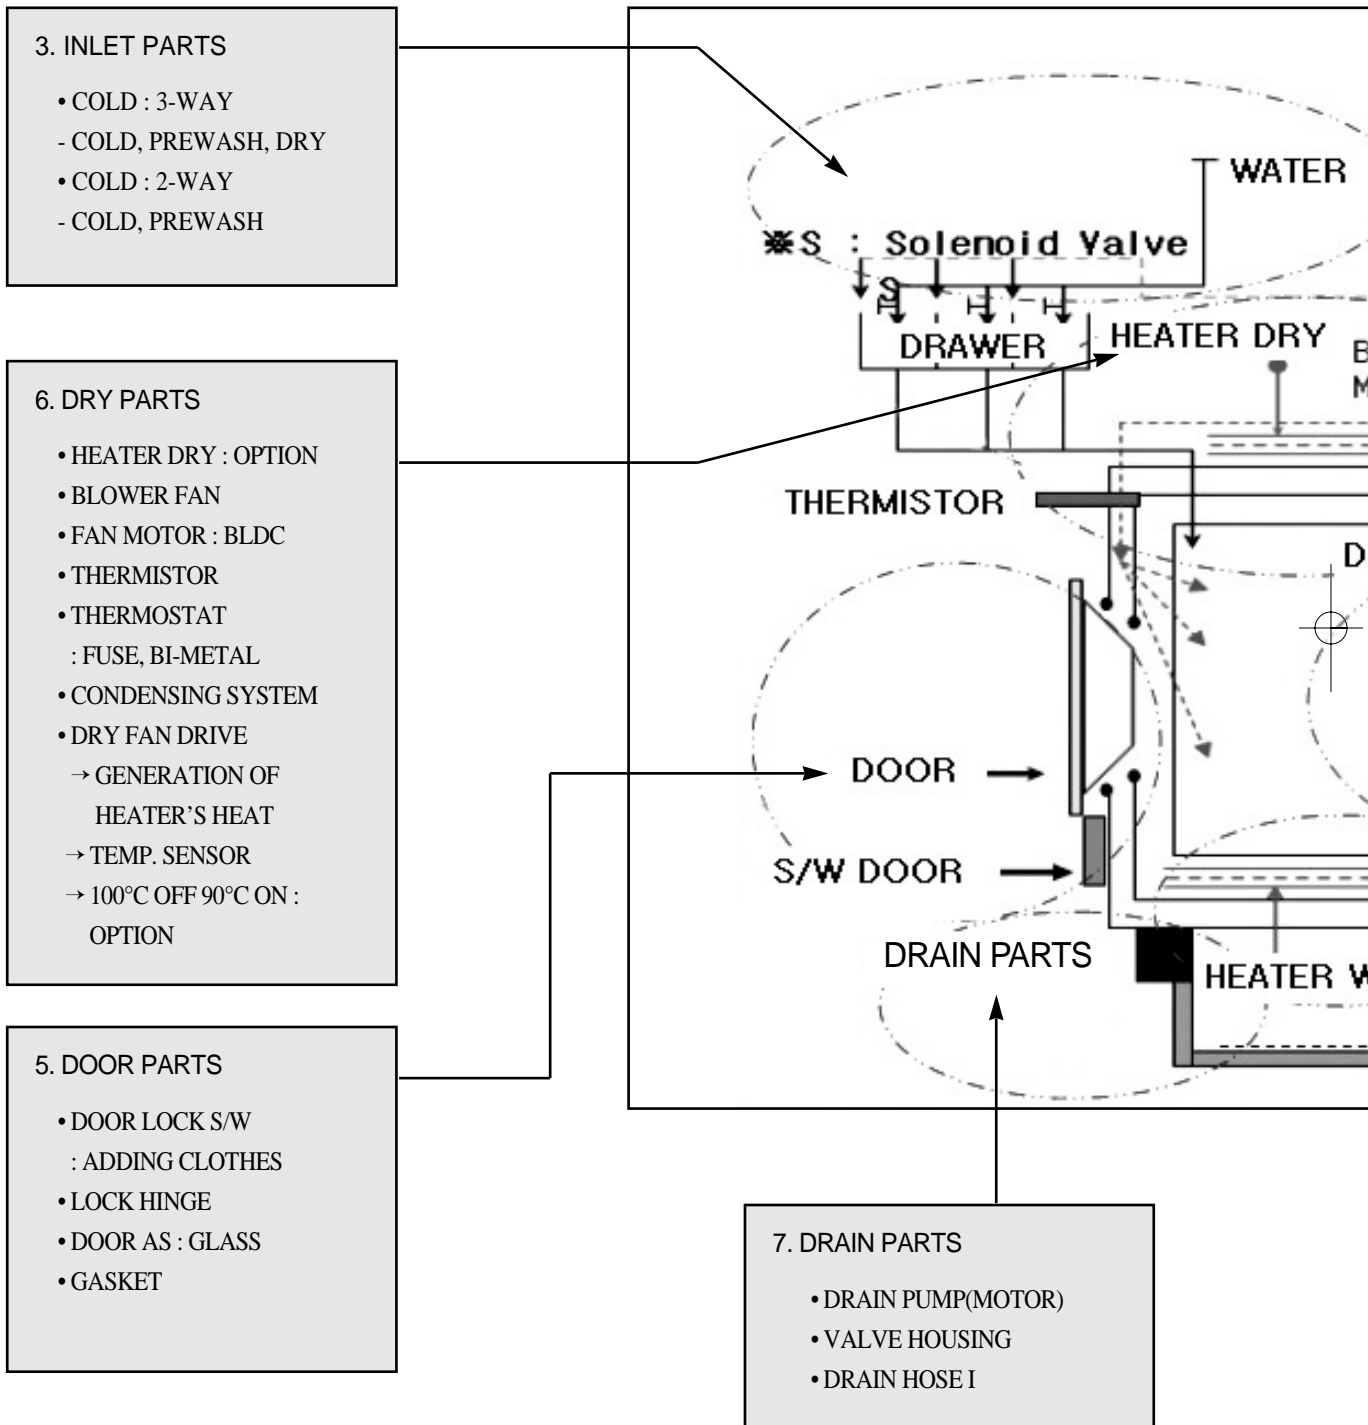 3. INLET PARTS
• COLD : 3-WAY
- COLD, PREWASH, DRY
• COLD : 2-WAY
- COLD, PREWASH
6. DRY PARTS
• HEATER DRY : OPTION
• BLOWER FAN
• FAN MOTOR : BLDC
• THERMISTOR
• THERMOSTAT
: FUSE, BI-METAL
• CONDENSING SYSTEM
• DRY FAN DRIVE
→ GENERATION OF
HEATER'S HEAT
→ TEMP. SENSOR
→ 100°C OFF 90°C ON :
OPTION
5. DOOR PARTS
• DOOR LOCK S/W
: ADDING CLOTHES
• LOCK HINGE
• DOOR AS : GLASS
• GASKET
WATER
※S : Solenoid Valve
S
DRAWER
HEATER DRY
B
M
THERMISTOR
D
DOOR
S/W DOOR
DRAIN PARTS
HEATER W
7. DRAIN PARTS
• DRAIN PUMP(MOTOR)
• VALVE HOUSING
• DRAIN HOSE I